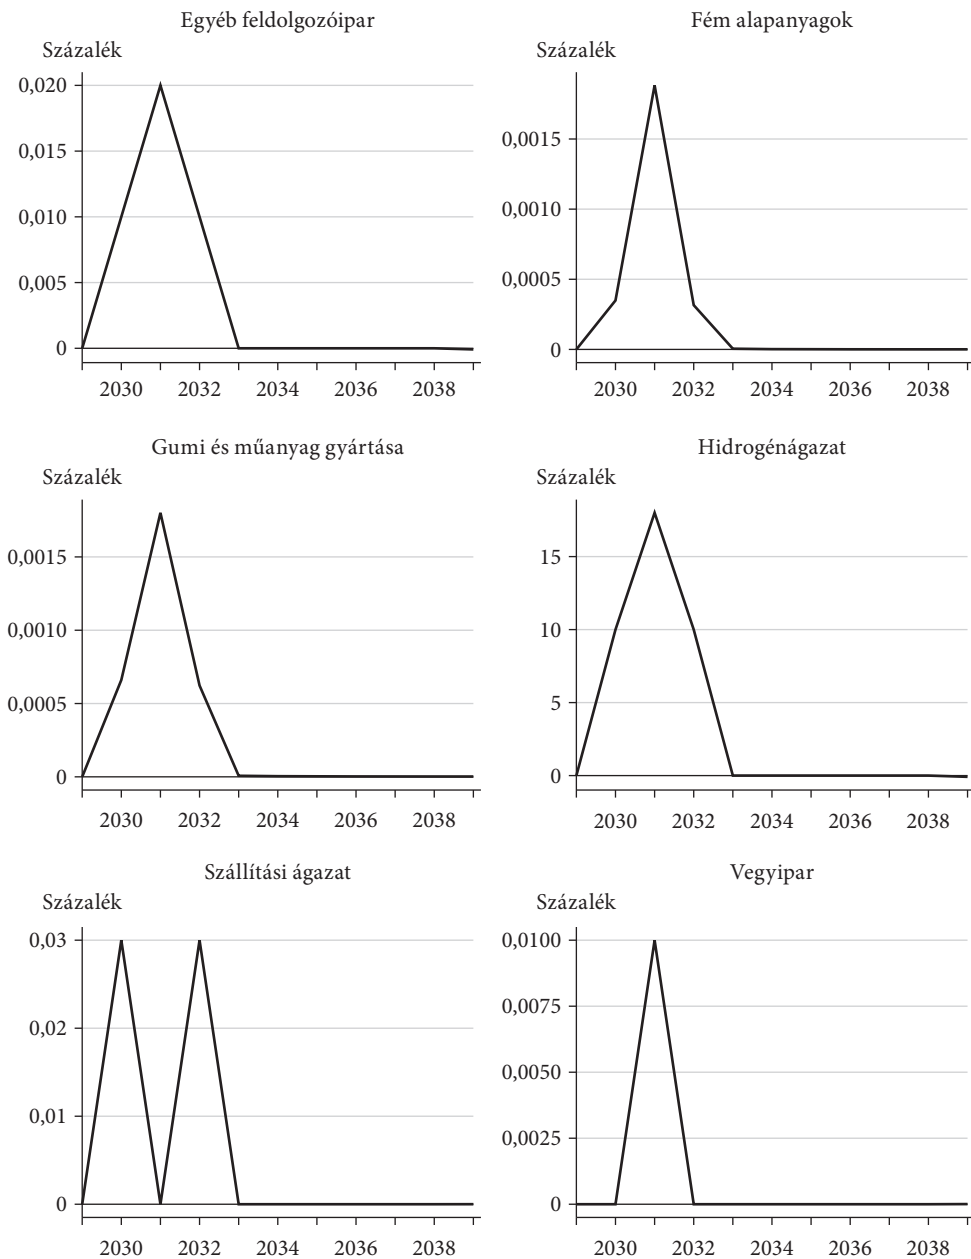 Egyéb feldolgozóipar
Százalék
0,020
0,015
0,010
0,005
0
2030 2032 2034 2036 2038
Fém alapanyagok
Százalék
0,0015
0,0010
0,0005
0
2030 2032 2034 2036 2038
Gumi és műanyag gyártása
Százalék
0,0015
0,0010
0,0005
0
2030 2032 2034 2036 2038
Hidrogénágazat
Százalék
15
10
5
0
2030 2032 2034 2036 2038
Szállítási ágazat
Százalék
0,03
0,02
0,01
0
2030 2032 2034 2036 2038
Vegyipar
Százalék
0,0100
0,0075
0,0050
0,0025
0
2030 2032 2034 2036 2038